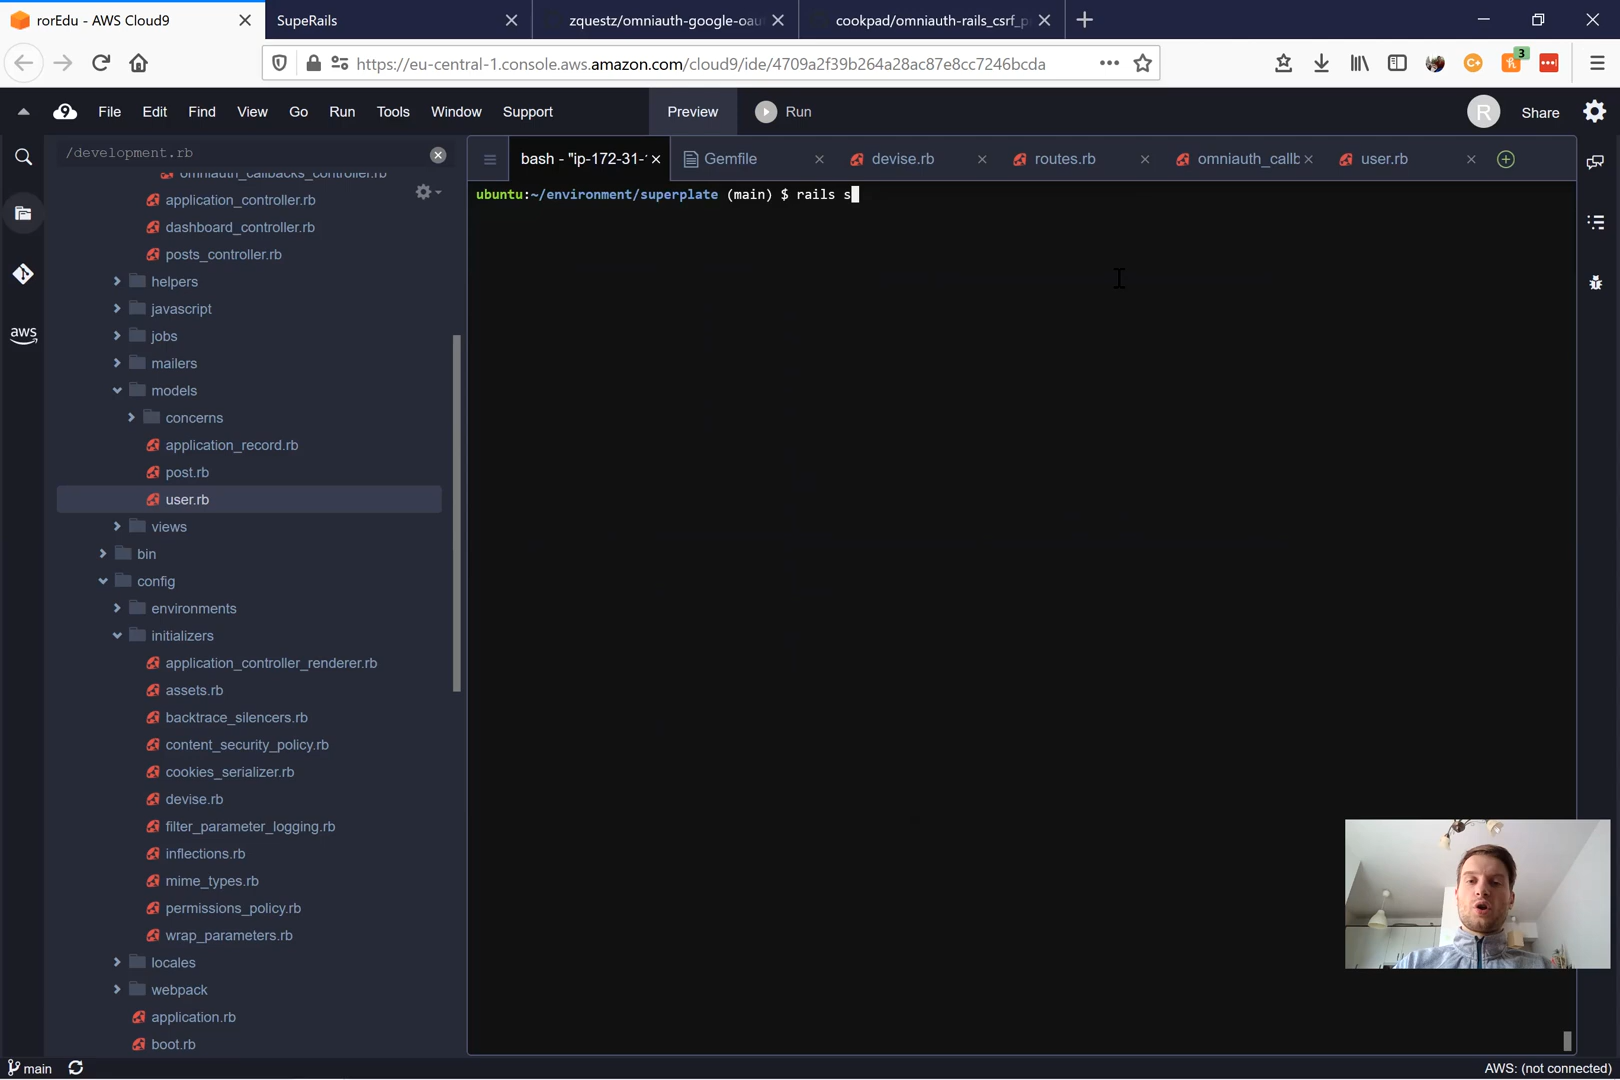 rorEdu - AWS Cloud9
SupeRails
zquestz/omniauth-google-oau
cookpad/omniauth-rails_csrf_p
https://eu-central-1.console.aws.amazon.com/cloud9/ide/4709a2f39b264a28ac87e8cc7246bcda
3
File Edit Find View Go Run Tools Window Support Preview Run R Share
/development.rb
bash - "ip-172-31-
Gemfile
devise.rb
routes.rb
omniauth_callb
user.rb
ubuntu:~/environment/superplate (main) $ rails s
omniauth_callbacks_controller.rb
application_controller.rb
dashboard_controller.rb
posts_controller.rb
helpers
javascript
jobs
mailers
models
concerns
application_record.rb
post.rb
user.rb
views
bin
config
environments
initializers
application_controller_renderer.rb
assets.rb
backtrace_silencers.rb
content_security_policy.rb
cookies_serializer.rb
devise.rb
filter_parameter_logging.rb
inflections.rb
mime_types.rb
permissions_policy.rb
wrap_parameters.rb
locales
webpack
application.rb
boot.rb
aws
main
AWS: (not connected)